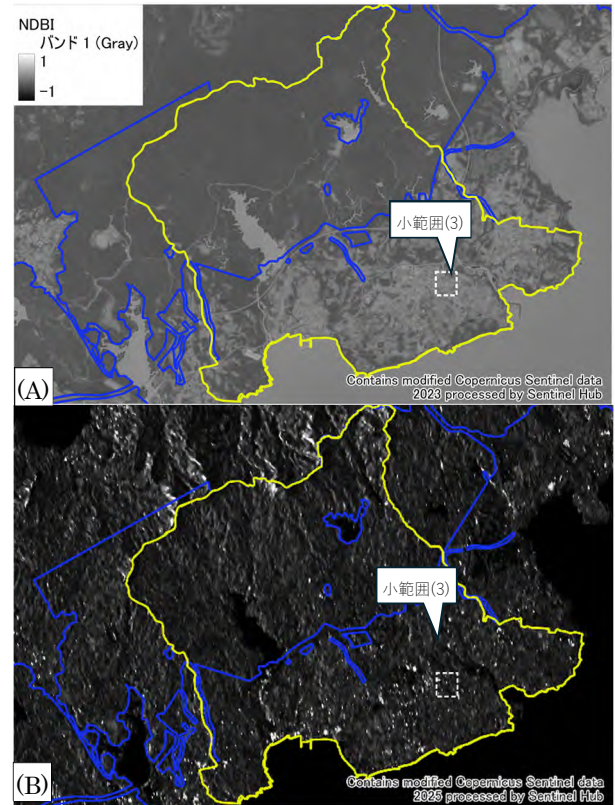 NDBI
バンド 1 (Gray)
1
-1
小範囲(3)
(A)
Contains modified Copernicus Sentinel data
2023 processed by Sentinel Hub
小範囲(3)
(B)
Contains modified Copernicus Sentinel data
2025 processed by Sentinel Hub